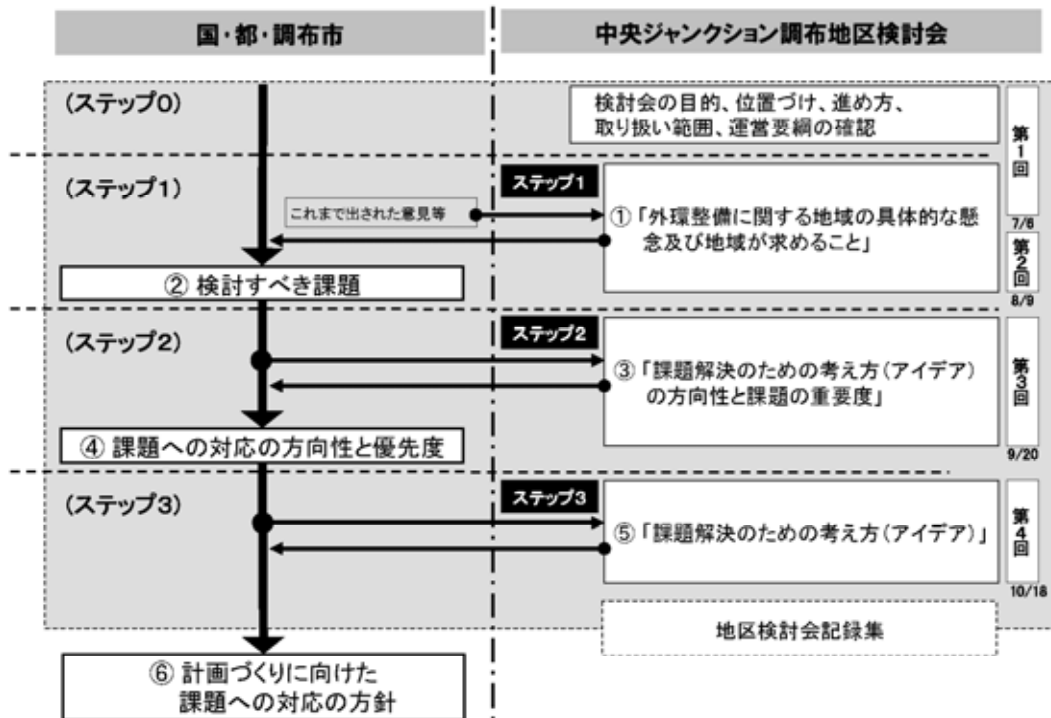 国・都・調布市
中央ジャンクション調布地区検討会
(ステップ0)
検討会の目的、位置づけ、進め方、
取り扱い範囲、運営要綱の確認
第1回
7/6
(ステップ1)
ステップ1
これまで出された意見等
①「外環整備に関する地域の具体的な懸
念及び地域が求めること」
第2回
8/9
② 検討すべき課題
(ステップ2)
ステップ2
③「課題解決のための考え方(アイデア)
の方向性と課題の重要度」
第3回
9/20
④ 課題への対応の方向性と優先度
(ステップ3)
ステップ3
⑤「課題解決のための考え方(アイデア)」
第4回
10/18
地区検討会記録集
⑥ 計画づくりに向けた
課題への対応の方針